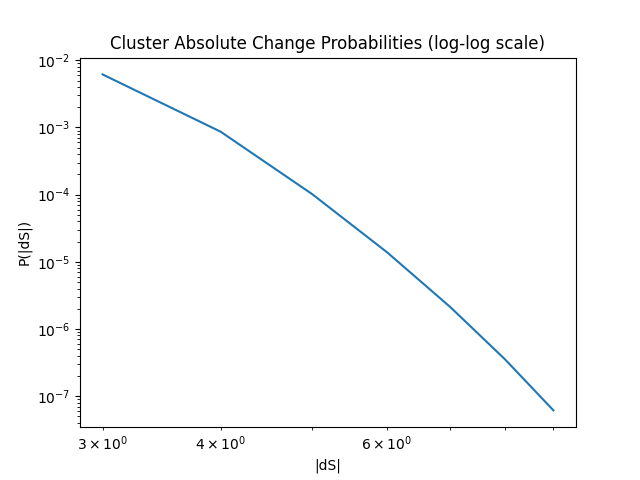 Cluster Absolute Change Probabilities (log-log scale)
10⁻²
10⁻³
10⁻⁴
10⁻⁵
10⁻⁶
10⁻⁷
P(|dS|)
3 × 10⁰ 4 × 10⁰ 6 × 10⁰
|dS|